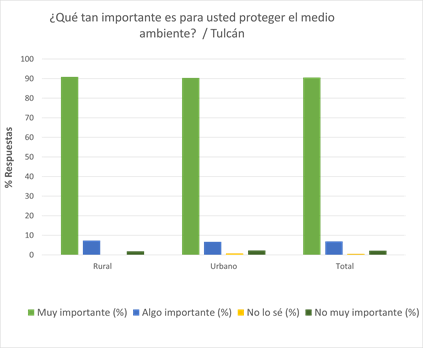 ¿Qué tan importante es para usted proteger el medio
ambiente? / Tulcán
100
90
80
70
60
50
40
30
20
10
0
% Respuestas
Rural Urbano Total
Muy importante (%) Algo importante (%) No lo sé (%) No muy importante (%)